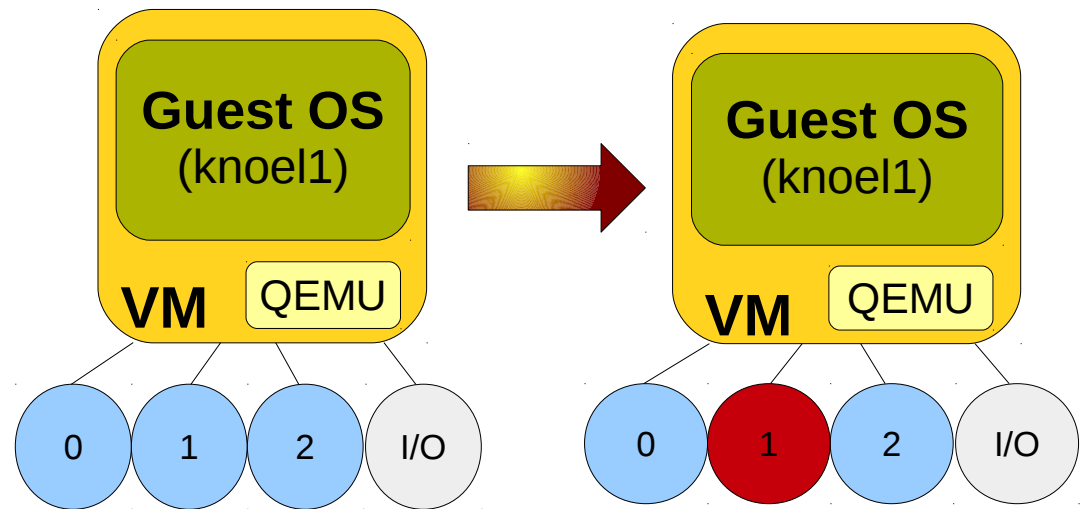 Guest OS
(knoel1)
VM
QEMU
0
1
2
I/O
Guest OS
(knoel1)
VM
QEMU
0
1
2
I/O